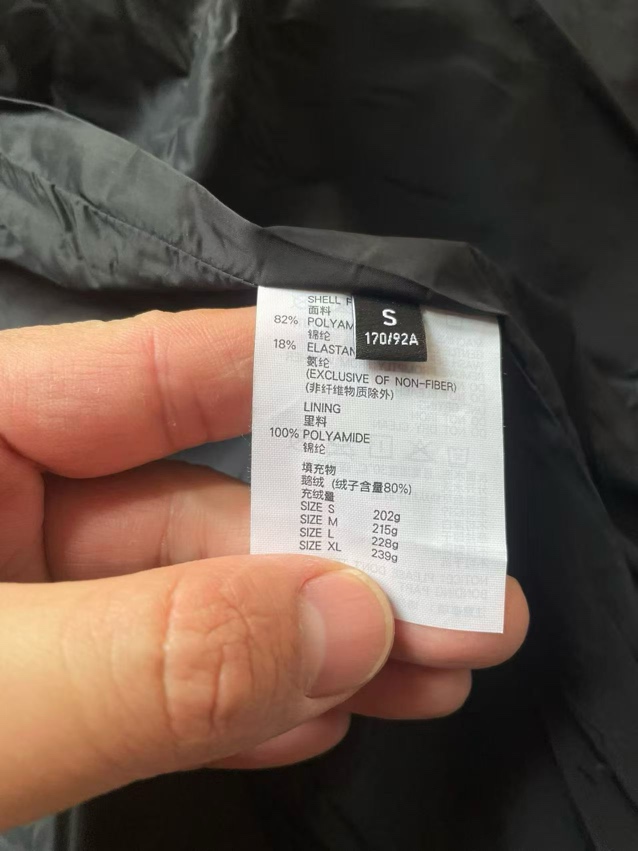 SHELL
面料
82% POLYAM
锦纶
18% ELASTAN
氨纶
(EXCLUSIVE OF NON-FIBER)
(非纤维物质除外)
LINING
里料
100% POLYAMIDE
锦纶
填充物
鹅绒 (绒子含量80%)
充绒量
SIZE S 202g
SIZE M 215g
SIZE L 228g
SIZE XL 239g
S
170/92A